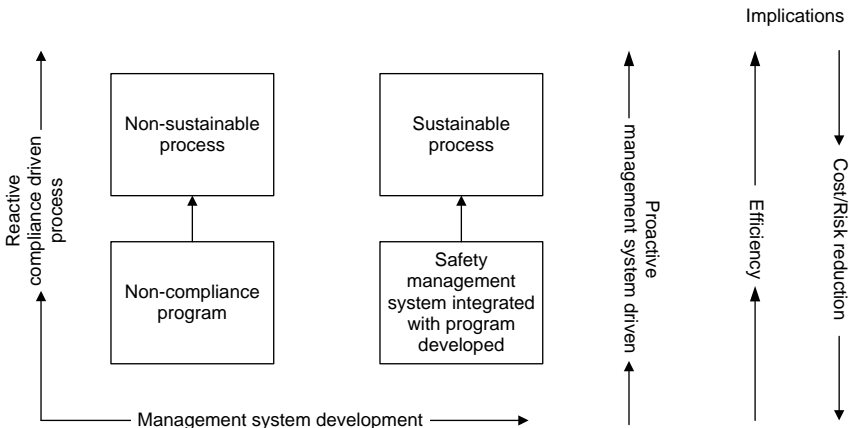 Implications
Reactive
compliance driven
process
Non-sustainable
process
Non-compliance
program
Sustainable
process
Safety
management
system integrated
with program
developed
Proactive
management system driven
Efficiency
Cost/Risk reduction
Management system development